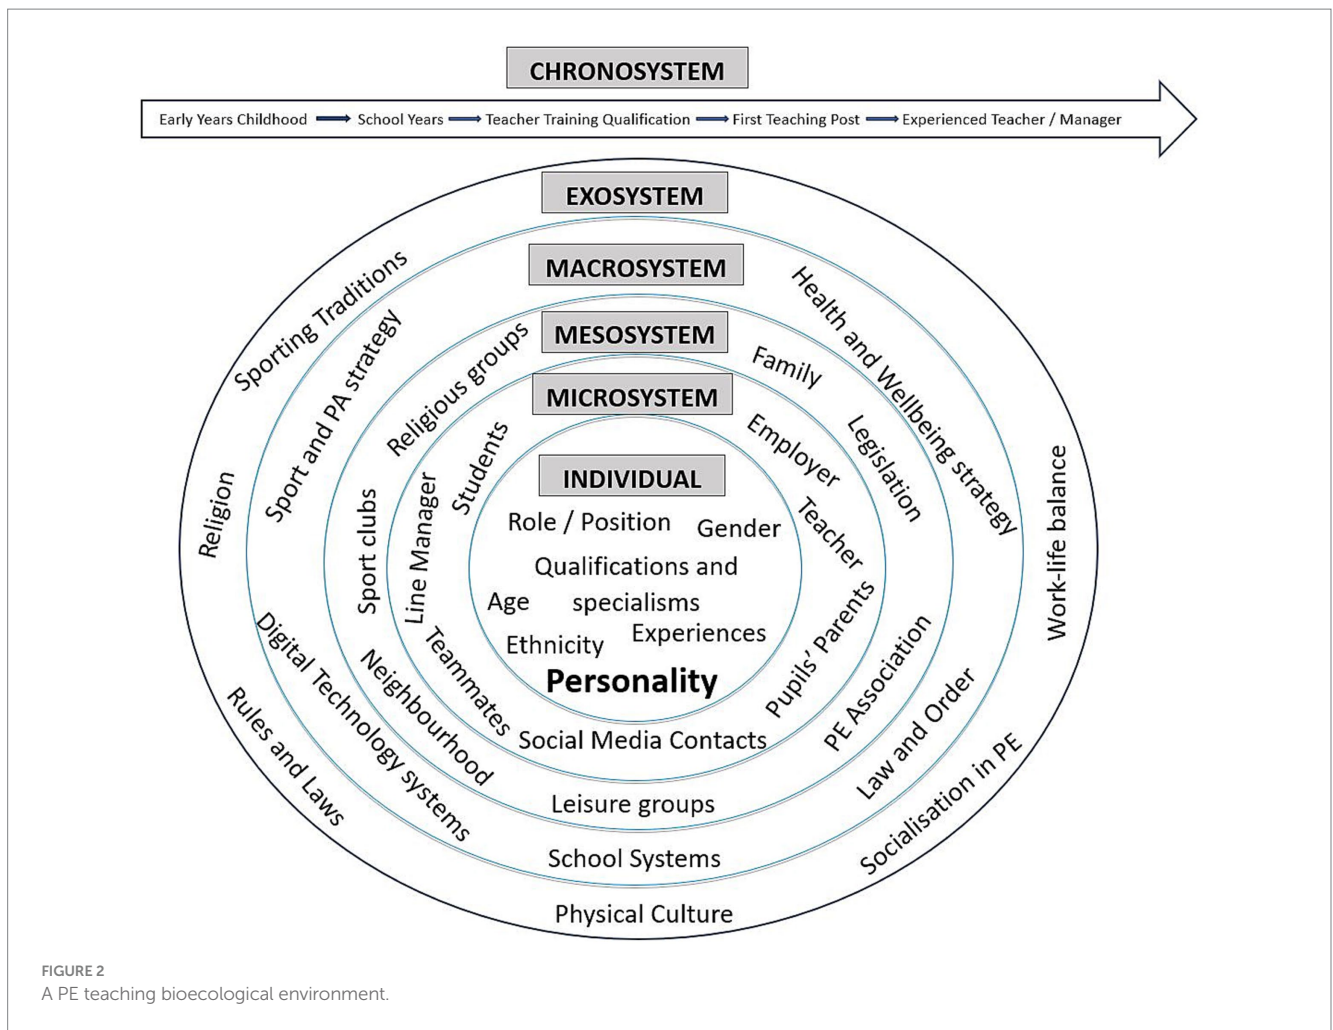 CHRONOSYSTEM
Early Years Childhood
School Years
Teacher Training Qualification
First Teaching Post
Experienced Teacher / Manager
EXOSYSTEM
Sporting Traditions
Religion
Rules and Laws
Physical Culture
Socialisation in PE
Work-life balance
MACROSYSTEM
Sport and PA strategy
Digital Technology systems
School Systems
Law and Order
Health and Wellbeing strategy
MESOSYSTEM
Religious groups
Sport clubs
Neighbourhood
Leisure groups
PE Association
Legislation
Family
MICROSYSTEM
Students
Line Manager
Teammates
Social Media Contacts
Pupils' Parents
Teacher
Employer
INDIVIDUAL
Role / Position
Gender
Qualifications and
specialisms
Age
Experiences
Ethnicity
Personality
FIGURE 2
A PE teaching bioecological environment.